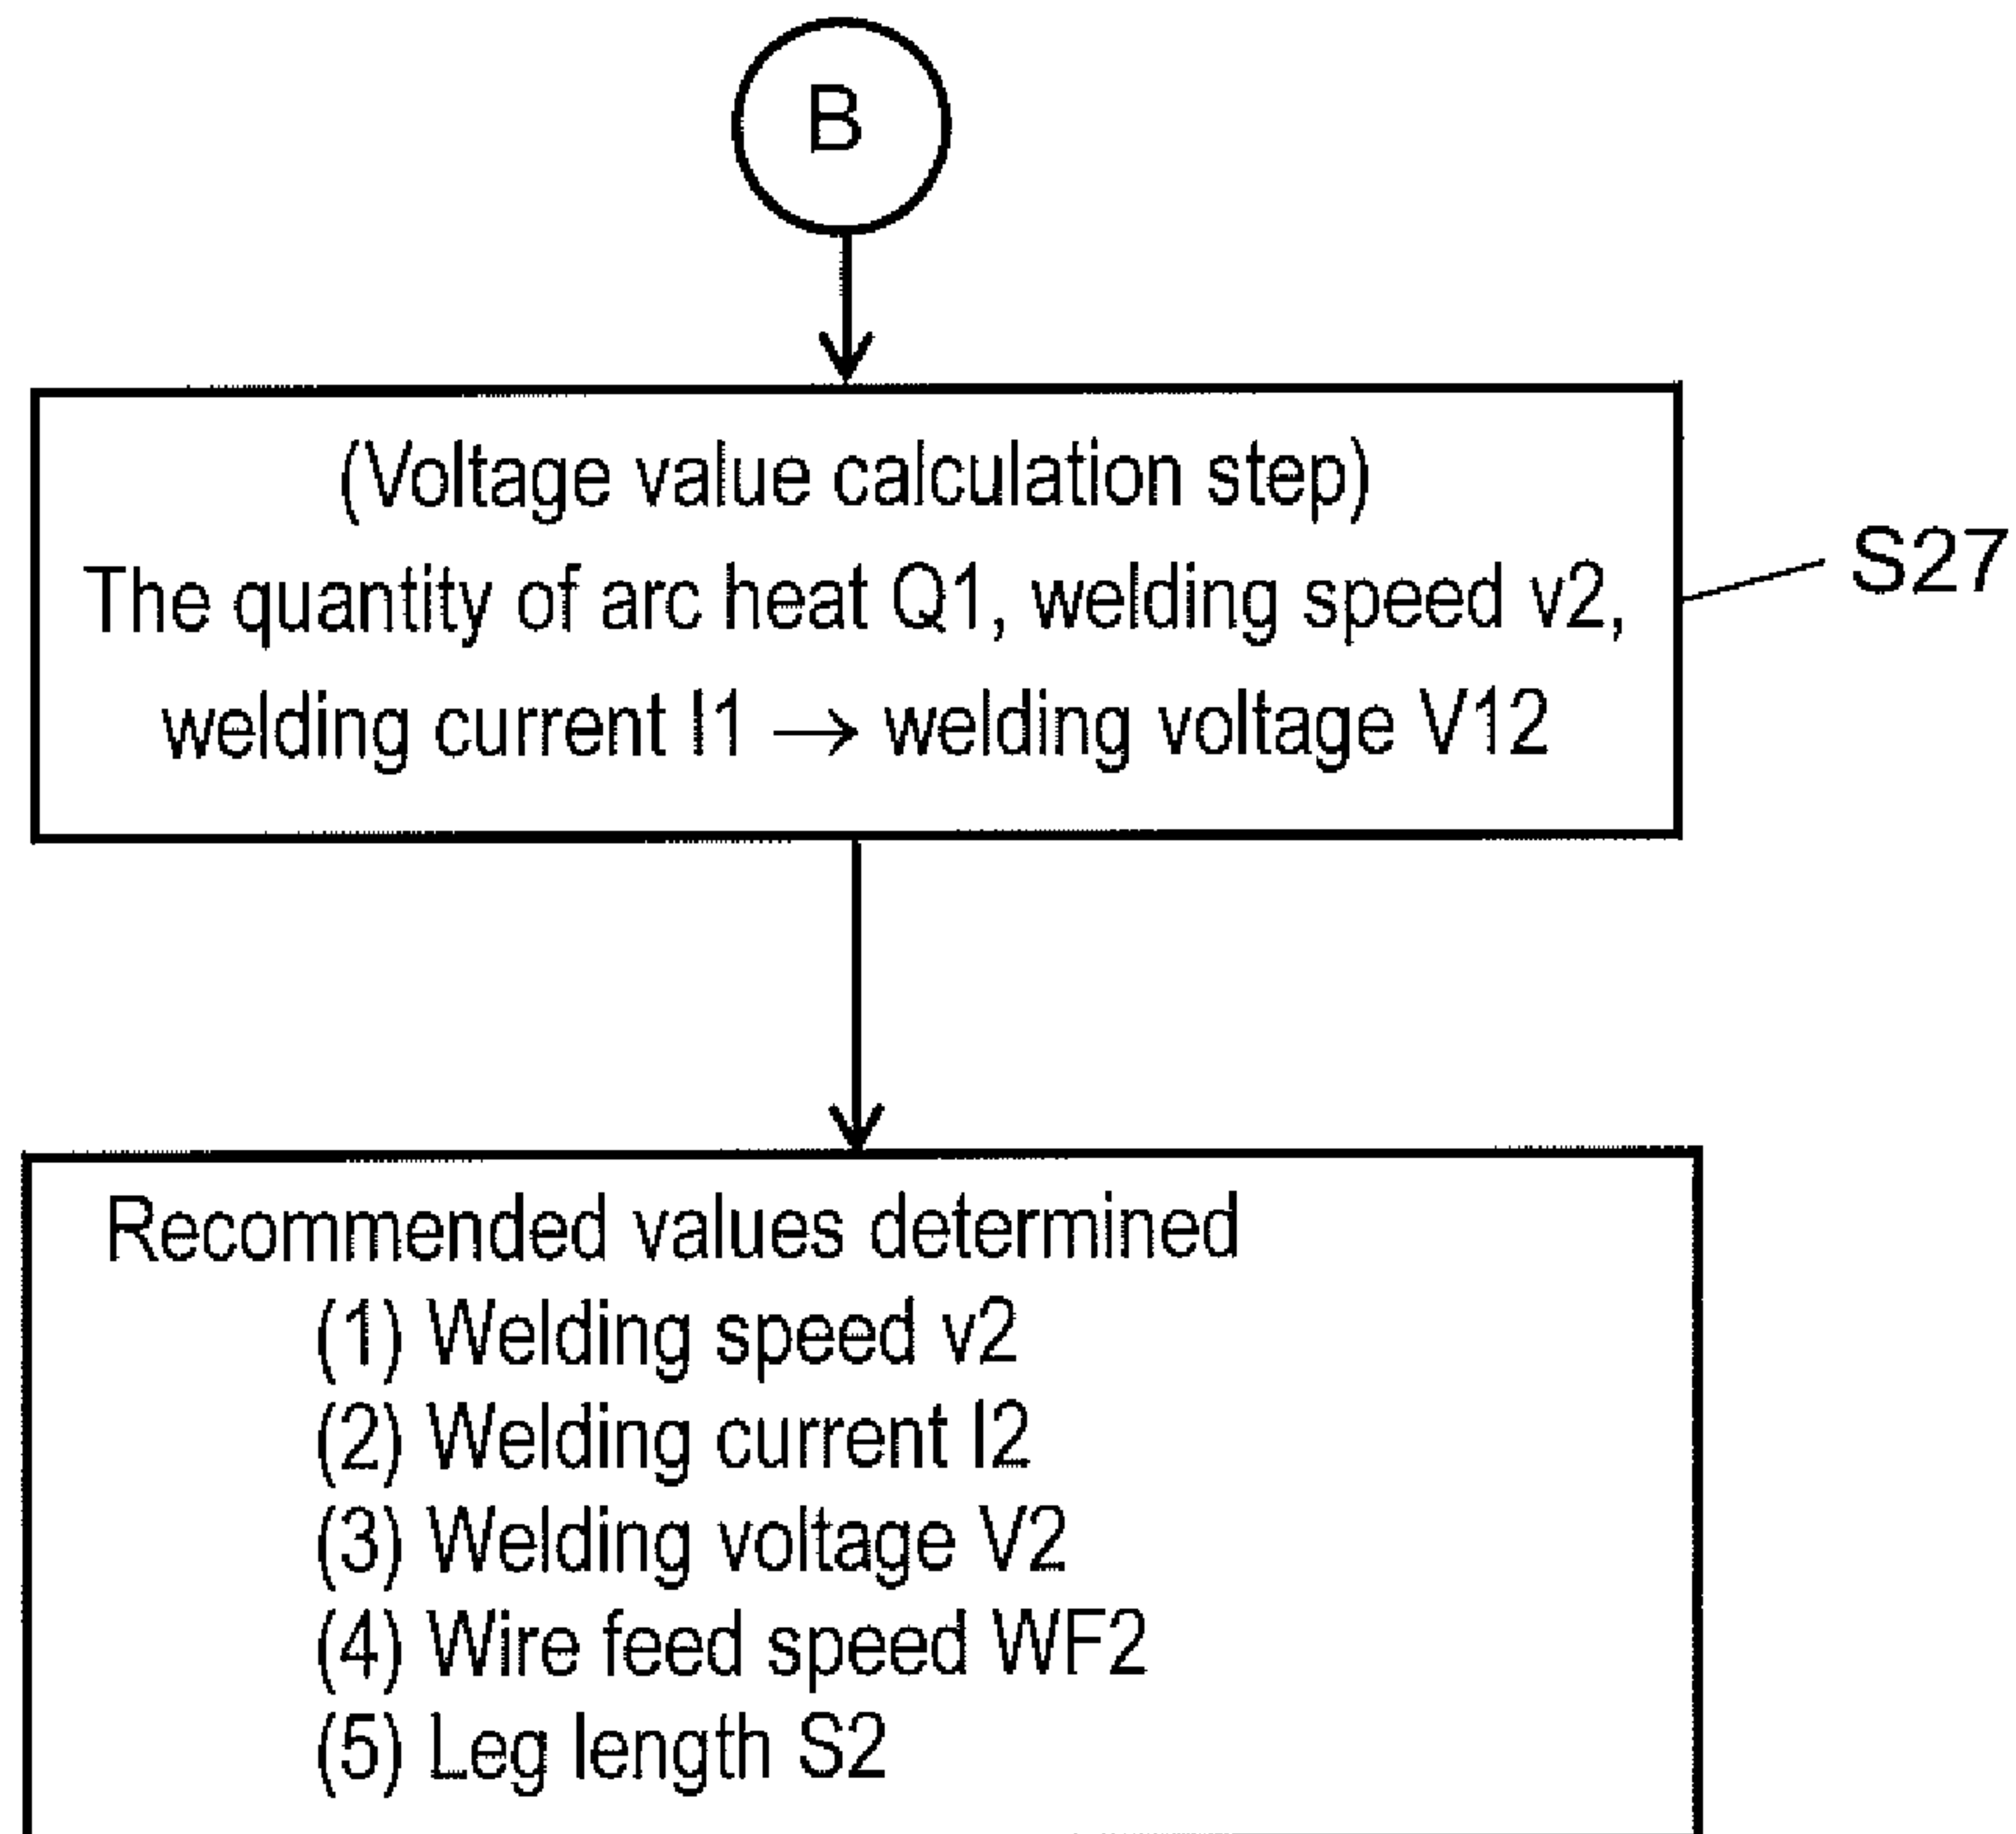 B
(Voltage value calculation step)
The quantity of arc heat Q1, welding speed v2,
welding current I1 → welding voltage V12
S27
Recommended values determined
(1) Welding speed v2
(2) Welding current I2
(3) Welding voltage V2
(4) Wire feed speed WF2
(5) Leg length S2